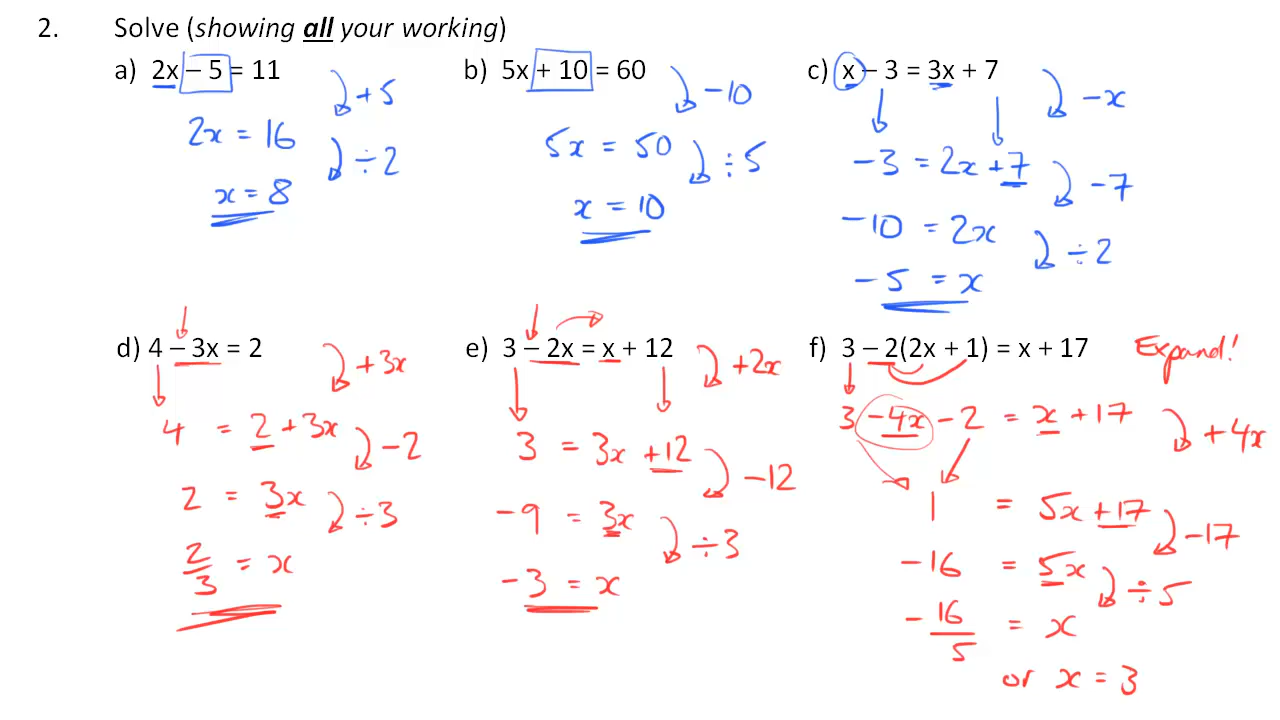 2. Solve (showing all your working)
a) 2x – 5 = 11
+5
2x = 16
÷2
x = 8
b) 5x + 10 = 60
-10
5x = 50
÷5
x = 10
c) x – 3 = 3x + 7
-x
-3 = 2x +7
-7
-10 = 2x
÷2
-5 = x
d) 4 – 3x = 2
+3x
4 = 2 + 3x
-2
2 = 3x
÷3
2/3 = x
e) 3 – 2x = x + 12
+2x
3 = 3x +12
-12
-9 = 3x
÷3
-3 = x
f) 3 – 2(2x + 1) = x + 17
Expand!
3 -4x -2 = x +17
+4x
1 = 5x +17
-17
-16 = 5x
÷5
-16/5 = x
or x = 3